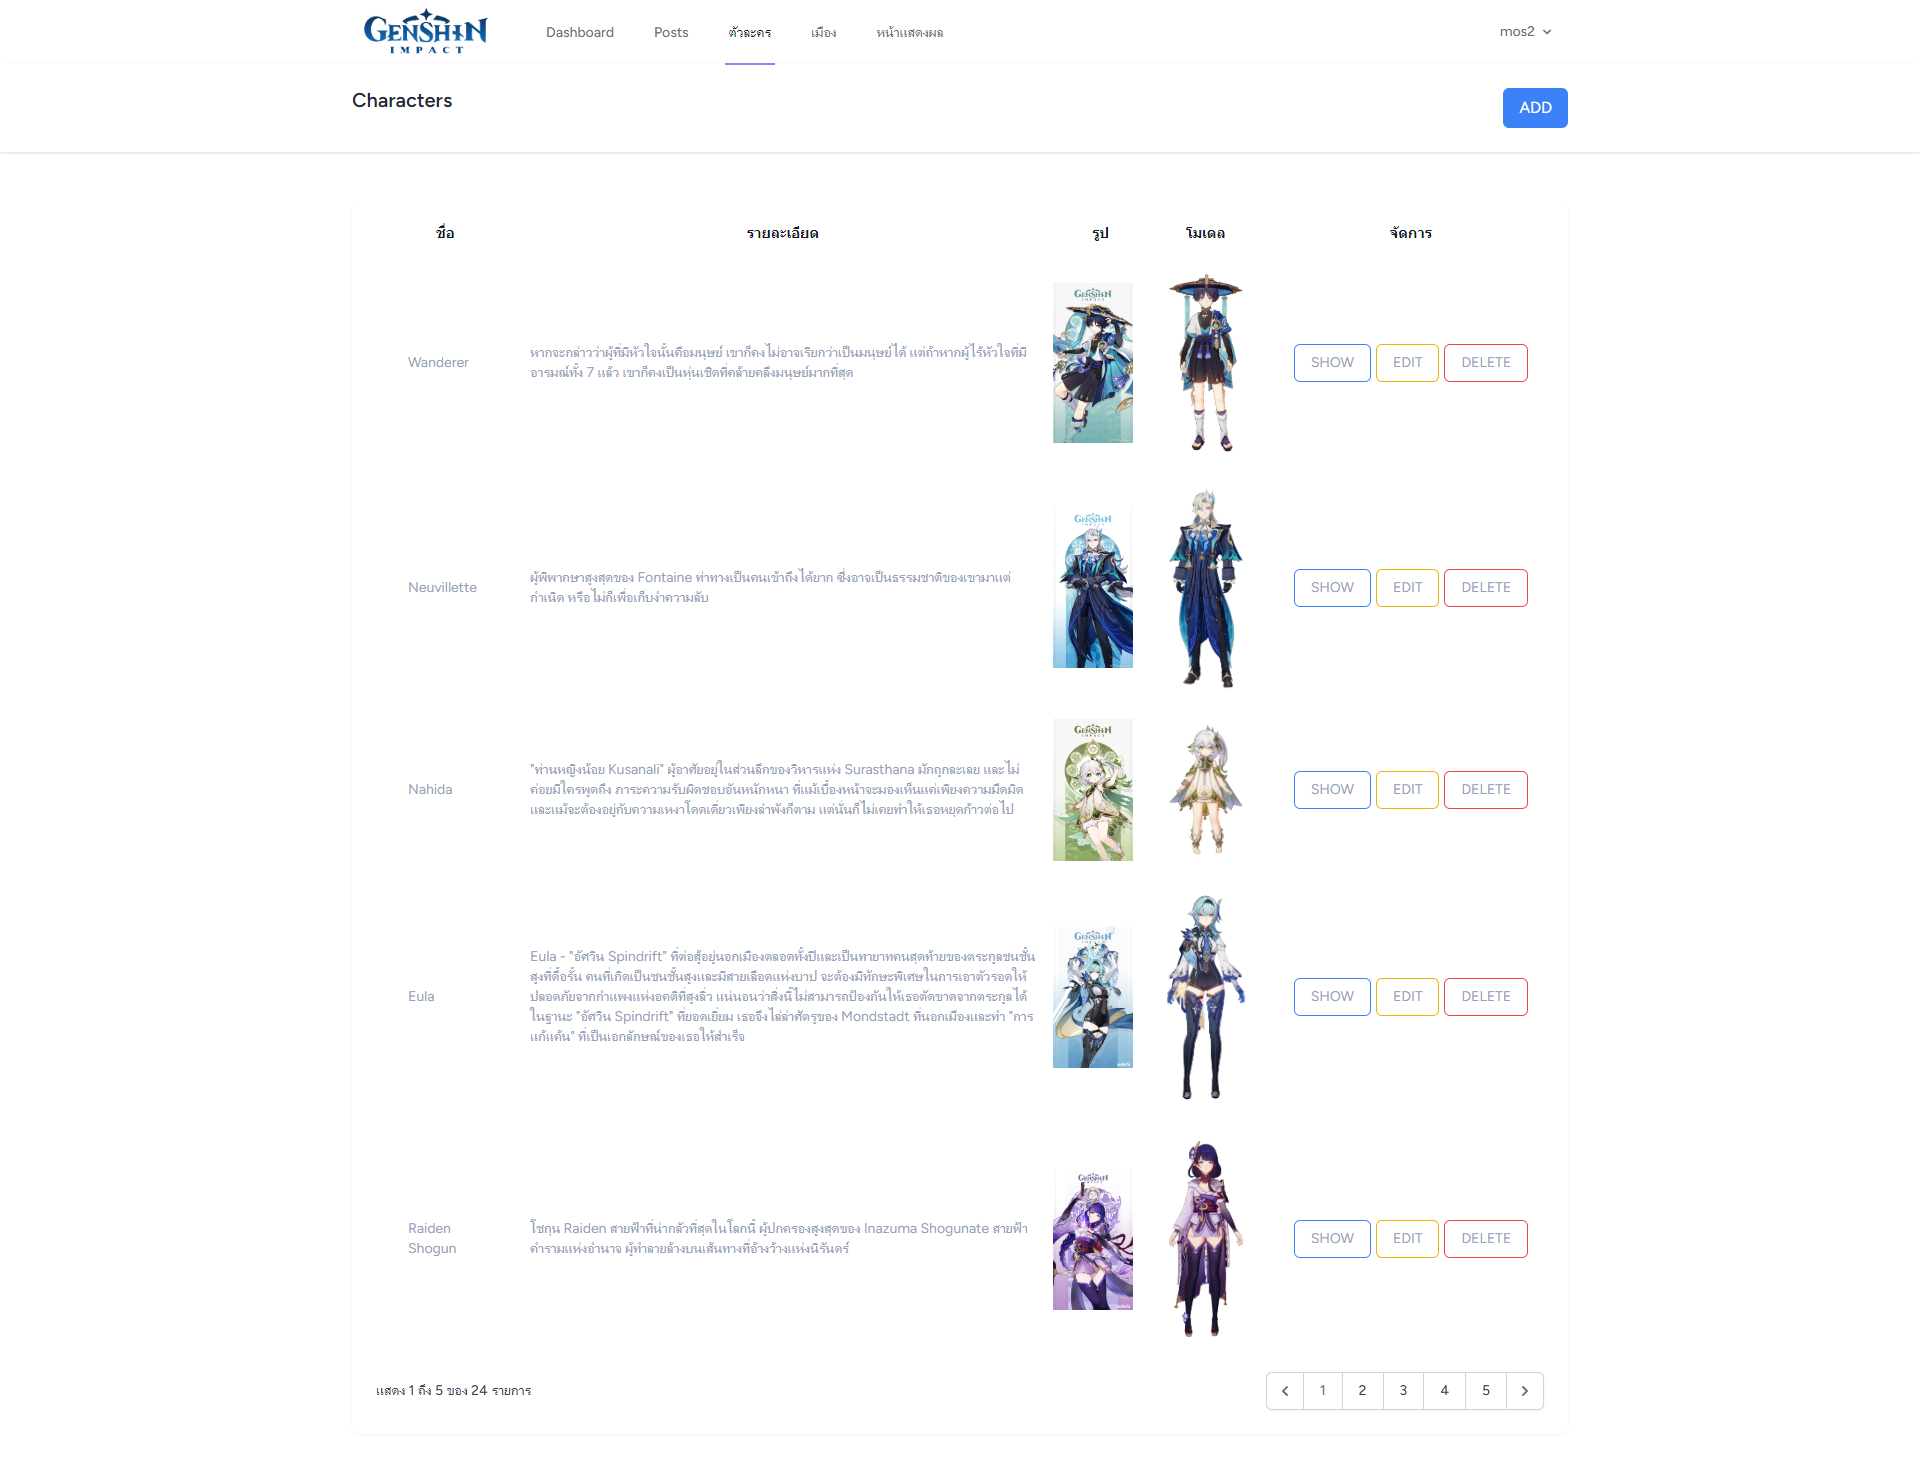 GENSHIN
IMPACT
Dashboard
Posts
ตัวละคร
เมือง
หน้าแสดงผล
mos2
Characters
ADD
ชื่อ
รายละเอียด
รูป
โมเดล
จัดการ
Wanderer
หากจะกล่าวว่าผู้ที่มีหัวใจนั้นคือมนุษย์ เขาก็คงไม่อาจเรียกว่าเป็นมนุษย์ได้ แต่ถ้าหากผู้ไร้หัวใจที่มี
อารมณ์ทั้ง 7 แล้ว เขาก็คงเป็นหุ่นเชิดที่คล้ายคลึงมนุษย์มากที่สุด
GENSHIN
IMPACT
SHOW
EDIT
DELETE
Neuvillette
ผู้พิพากษาสูงสุดของ Fontaine ท่าทางเป็นคนเข้าถึงได้ยาก ซึ่งอาจเป็นธรรมชาติของเขามาแต่
กำเนิด หรือไม่ก็เพื่อเก็บงำความลับ
GENSHIN
IMPACT
SHOW
EDIT
DELETE
Nahida
"ท่านหญิงน้อย Kusanali" ผู้อาศัยอยู่ในส่วนลึกของวิหารแห่ง Surasthana มักถูกละเลย และไม่
ค่อยมีใครพูดถึง ภาระความรับผิดชอบอันหนักหนา ที่แม้เบื้องหน้าจะมองเห็นแค่เพียงความมืดมิด
และแม้จะต้องอยู่กับความเหงาโดดเดี่ยวเพียงลำพังก็ตาม แต่นั่นก็ไม่เคยทำให้เธอหยุดก้าวต่อไป
GENSHIN
IMPACT
SHOW
EDIT
DELETE
Eula
Eula - "อัศวิน Spindrift" ที่ต่อสู้อยู่นอกเมืองตลอดทั้งปีและเป็นทายาทคนสุดท้ายของตระกูลชนชั้น
สูงที่ดื้อรั้น คนที่เกิดเป็นชนชั้นสูงและมีสายเลือดแห่งบาป จะต้องมีทักษะพิเศษในการเอาตัวรอดให้
ปลอดภัยจากกำแพงแห่งอคติที่สูงลิ่ว แน่นอนว่าสิ่งนี้ไม่สามารถป้องกันให้เธอตัดขาดจากตระกูลได้
ในฐานะ "อัศวิน Spindrift" ที่ยอดเยี่ยม เธอจึงไล่ล่าศัตรูของ Mondstadt ที่นอกเมืองและทำ "การ
แก้แค้น" ที่เป็นเอกลักษณ์ของเธอให้สำเร็จ
GENSHIN
IMPACT
SHOW
EDIT
DELETE
Raiden
Shogun
โชกุน Raiden สายฟ้าที่น่ากลัวที่สุดในโลกนี้ ผู้ปกครองสูงสุดของ Inazuma Shogunate สายฟ้า
คำรามแห่งอำนาจ ผู้ทำลายล้างบนเส้นทางที่อ้างว้างแห่งนิรันดร์
GENSHIN
IMPACT
SHOW
EDIT
DELETE
แสดง 1 ถึง 5 ของ 24 รายการ
1
2
3
4
5